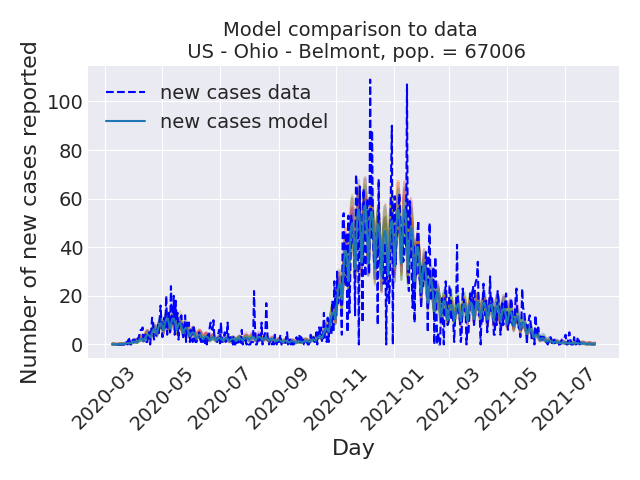 Model comparison to data
US - Ohio - Belmont, pop. = 67006
Number of new cases reported
100
80
60
40
20
0
new cases data
new cases model
2020-03
2020-05
2020-07
2020-09
2020-11
2021-01
2021-03
2021-05
2021-07
Day